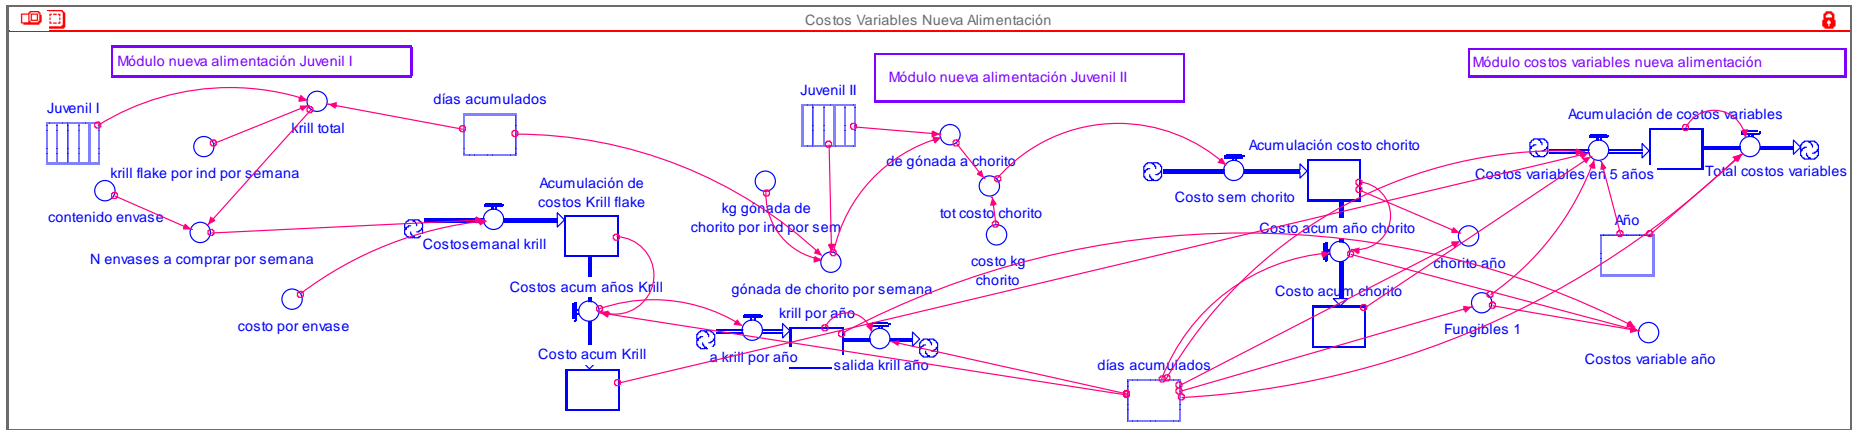 Costos Variables Nueva Alimentación
Módulo nueva alimentación Juvenil I
Módulo nueva alimentación Juvenil II
Módulo costos variables nueva alimentación
Juvenil I
krill total
días acumulados
krill flake por ind por semana
contenido envase
N envases a comprar por semana
costo por envase
Costosemanal krill
Acumulación de
costos Krill flake
Costos acum años Krill
Costo acum Krill
Juvenil II
de gónada a chorito
kg gónada de
chorito por ind por sem
tot costo chorito
costo kg
chorito
gónada de chorito por semana
krill por año
a krill por año
salida krill año
Costo sem chorito
Acumulación costo chorito
Costo acum año chorito
Costo acum chorito
chorito año
días acumulados
Fungibles 1
Costos variable año
Acumulación de costos variables
Costos variables en 5 años
Total costos variables
Año